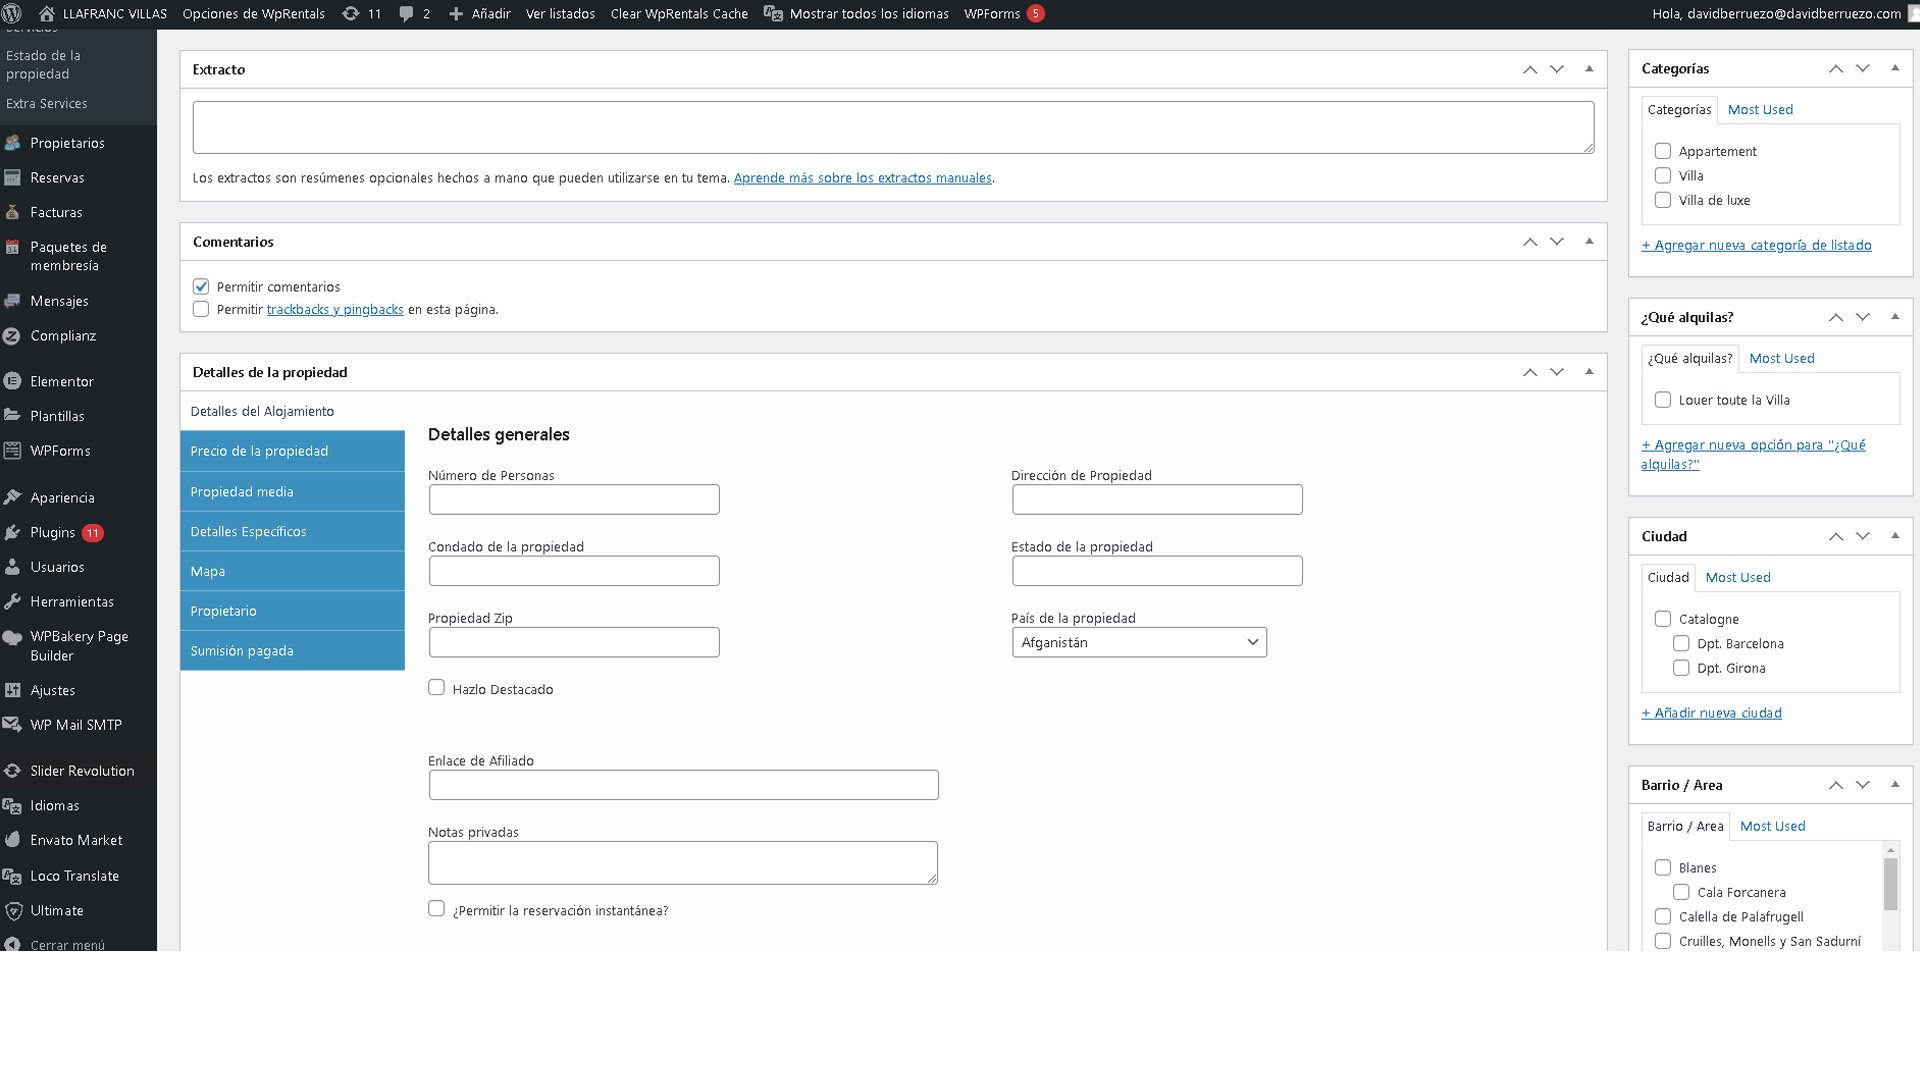 LLAFRANC VILLAS Opciones de WpRentals 11 2 Añadir Ver listados Clear WpRentals Cache Mostrar todos los idiomas WPForms 5 Hola, davidberruezo@davidberruezo.com
Servicios
Estado de la
propiedad
Extra Services
Propietarios
Reservas
Facturas
Paquetes de
membresía
Mensajes
Complianz
Elementor
Plantillas
WPForms
Apariencia
Plugins 11
Usuarios
Herramientas
WPBakery Page
Builder
Ajustes
WP Mail SMTP
Slider Revolution
Idiomas
Envato Market
Loco Translate
Ultimate
Cerrar menú
Extracto
Los extractos son resúmenes opcionales hechos a mano que pueden utilizarse en tu tema. Aprende más sobre los extractos manuales.
Comentarios
Permitir comentarios
Permitir trackbacks y pingbacks en esta página.
Detalles de la propiedad
Detalles del Alojamiento
Precio de la propiedad
Propiedad media
Detalles Específicos
Mapa
Propietario
Sumisión pagada
Detalles generales
Número de Personas
Dirección de Propiedad
Condado de la propiedad
Estado de la propiedad
Propiedad Zip
País de la propiedad
Afganistán
Hazlo Destacado
Enlace de Afiliado
Notas privadas
¿Permitir la reservación instantánea?
Categorías
Categorías Most Used
Appartement
Villa
Villa de luxe
+ Agregar nueva categoría de listado
¿Qué alquilas?
¿Qué alquilas? Most Used
Louer toute la Villa
+ Agregar nueva opción para "¿Qué
alquilas?"
Ciudad
Ciudad Most Used
Catalogne
Dpt. Barcelona
Dpt. Girona
+ Añadir nueva ciudad
Barrio / Area
Barrio / Area Most Used
Blanes
Cala Forcanera
Calella de Palafrugell
Cruilles, Monells y San Sadurní